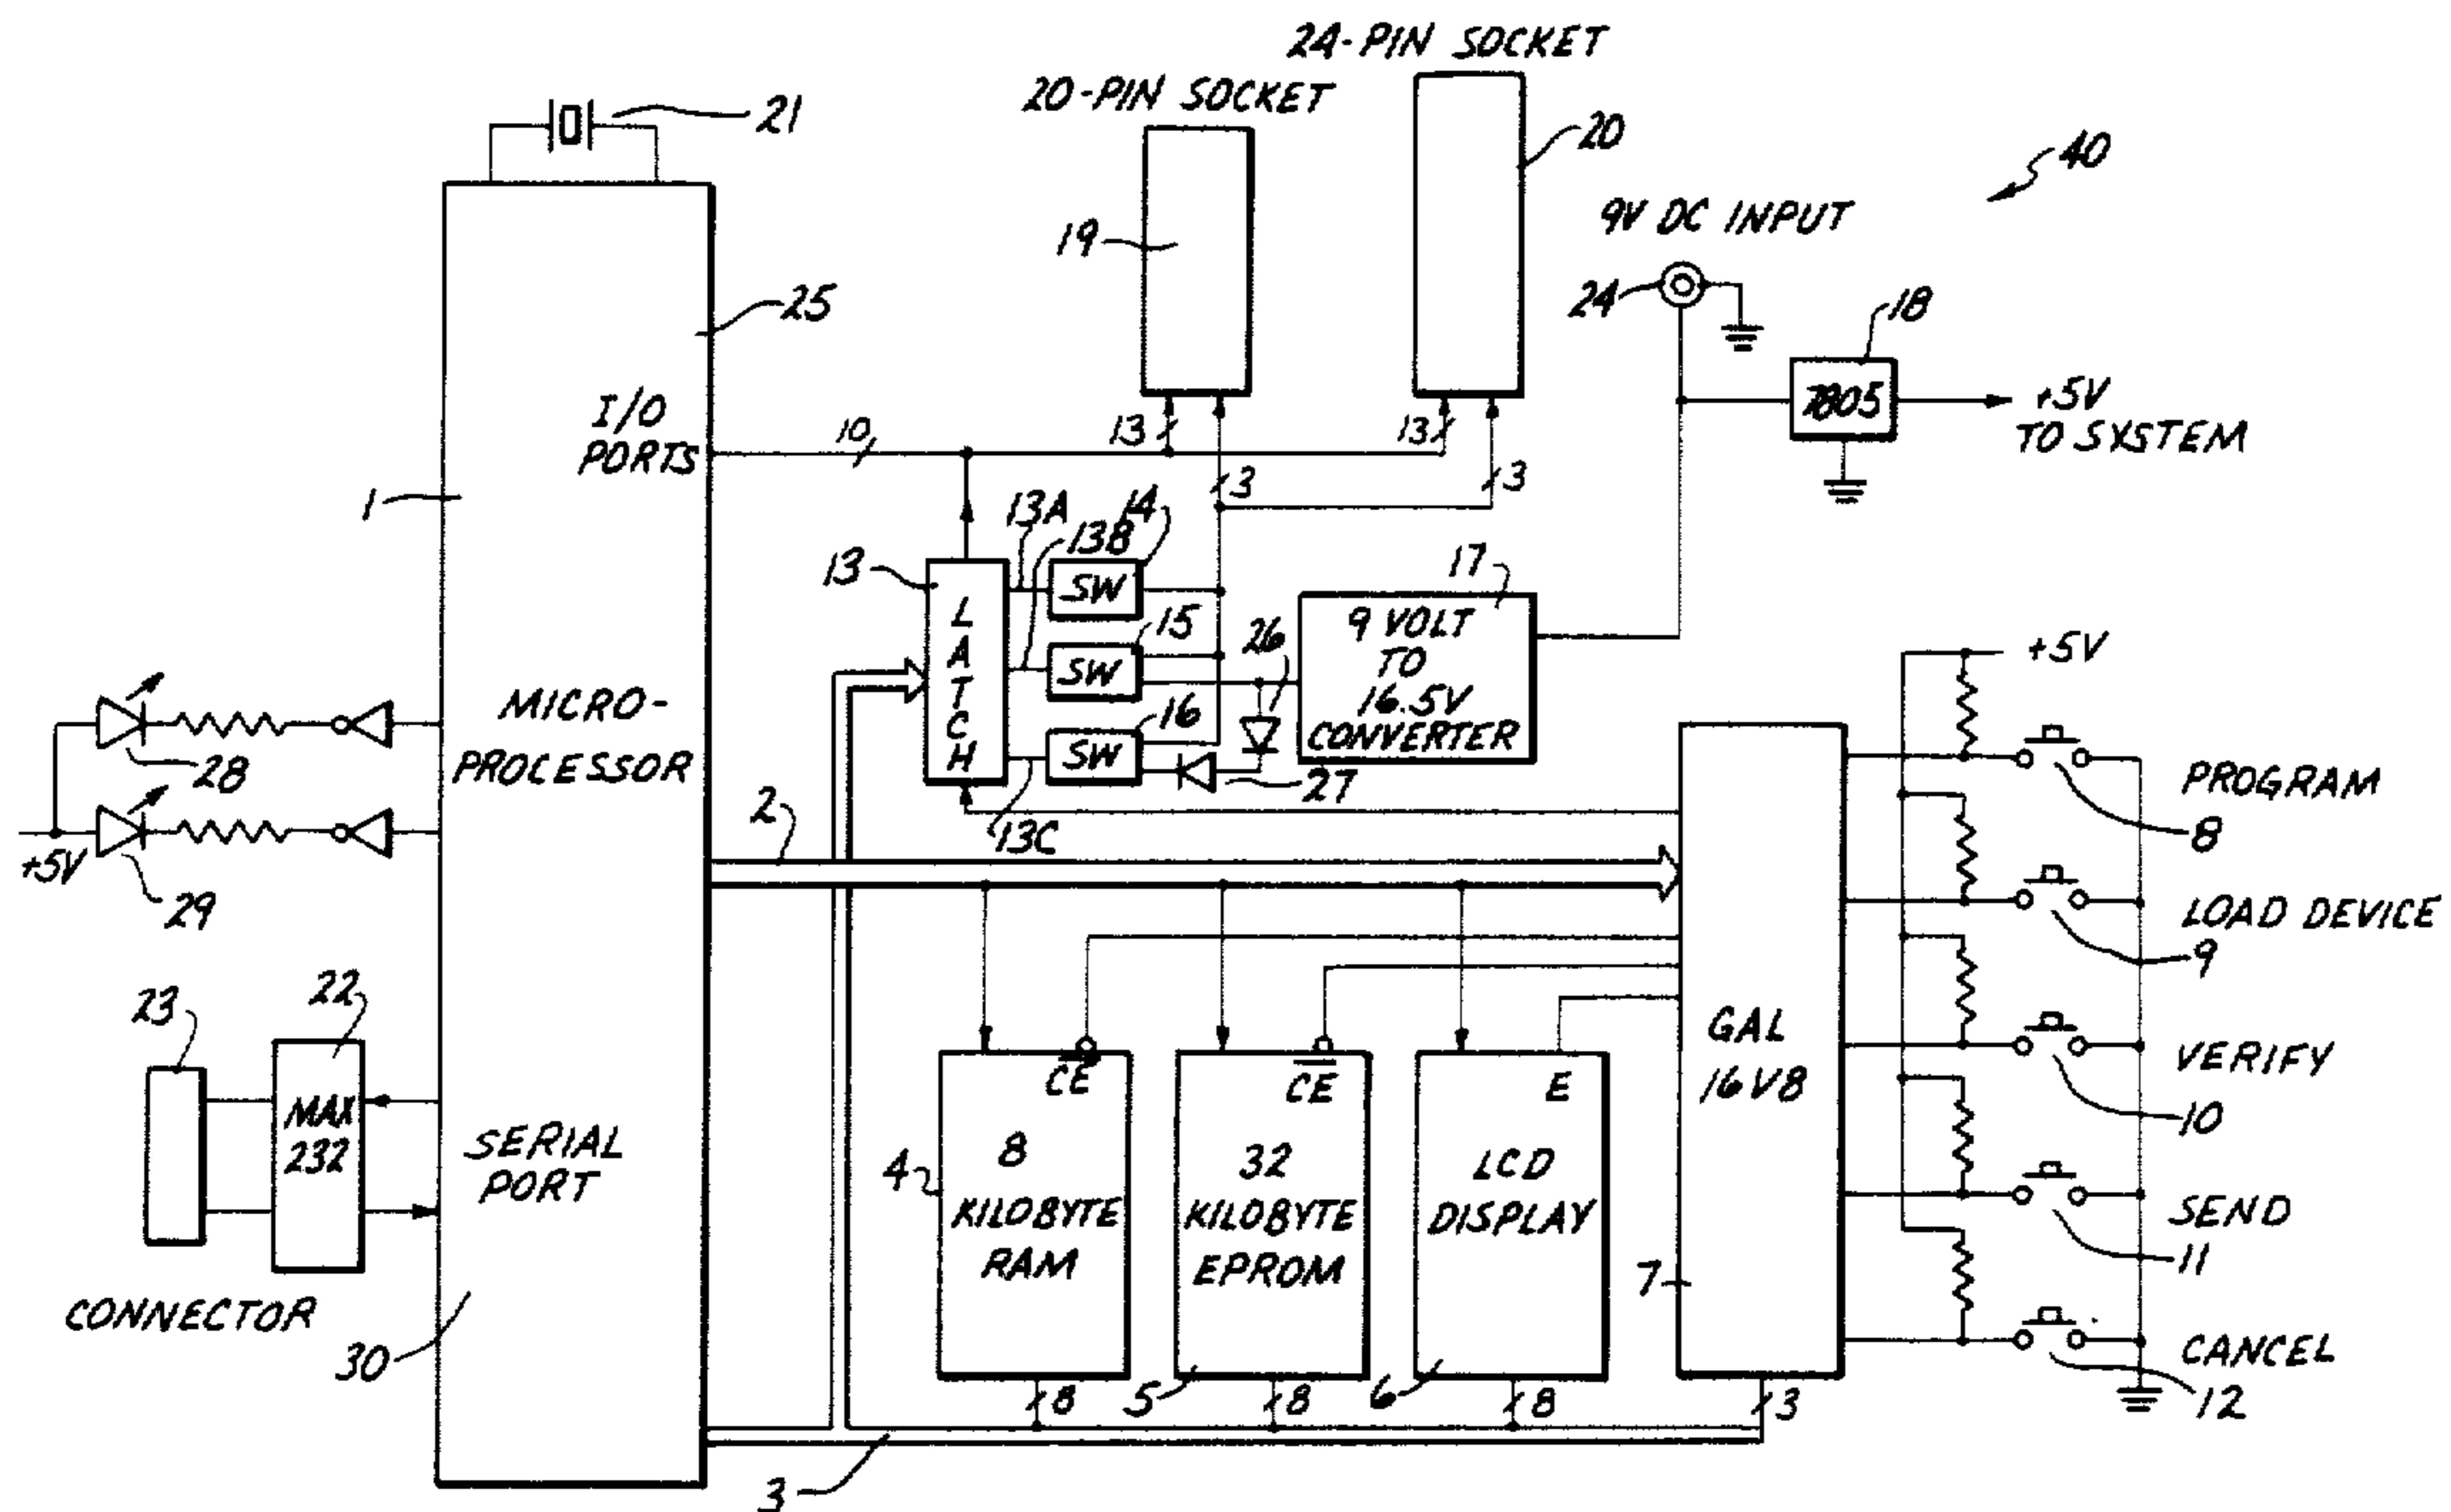 24-PIN SOCKET
20-PIN SOCKET
21
20
40
9V DC INPUT
19
24
18
25
7805
+5V
TO SYSTEM
I/O
PORTS
10
13
13
1
3
3
13A
14
13B
13
SW
17
LATCH
15
SW
26
9 VOLT
TO
16.5V
CONVERTER
16
SW
27
13C
+5V
MICRO-
PROCESSOR
28
+5V
29
2
PROGRAM
8
LOAD DEVICE
9
23
22
MAX
232
SERIAL
PORT
CONNECTOR
30
CE
CE
E
GAL
16V8
VERIFY
10
4
8
KILOBYTE
RAM
32
KILOBYTE
EPROM
LCD
DISPLAY
7
SEND
11
5
6
CANCEL
12
8
8
8
3
3